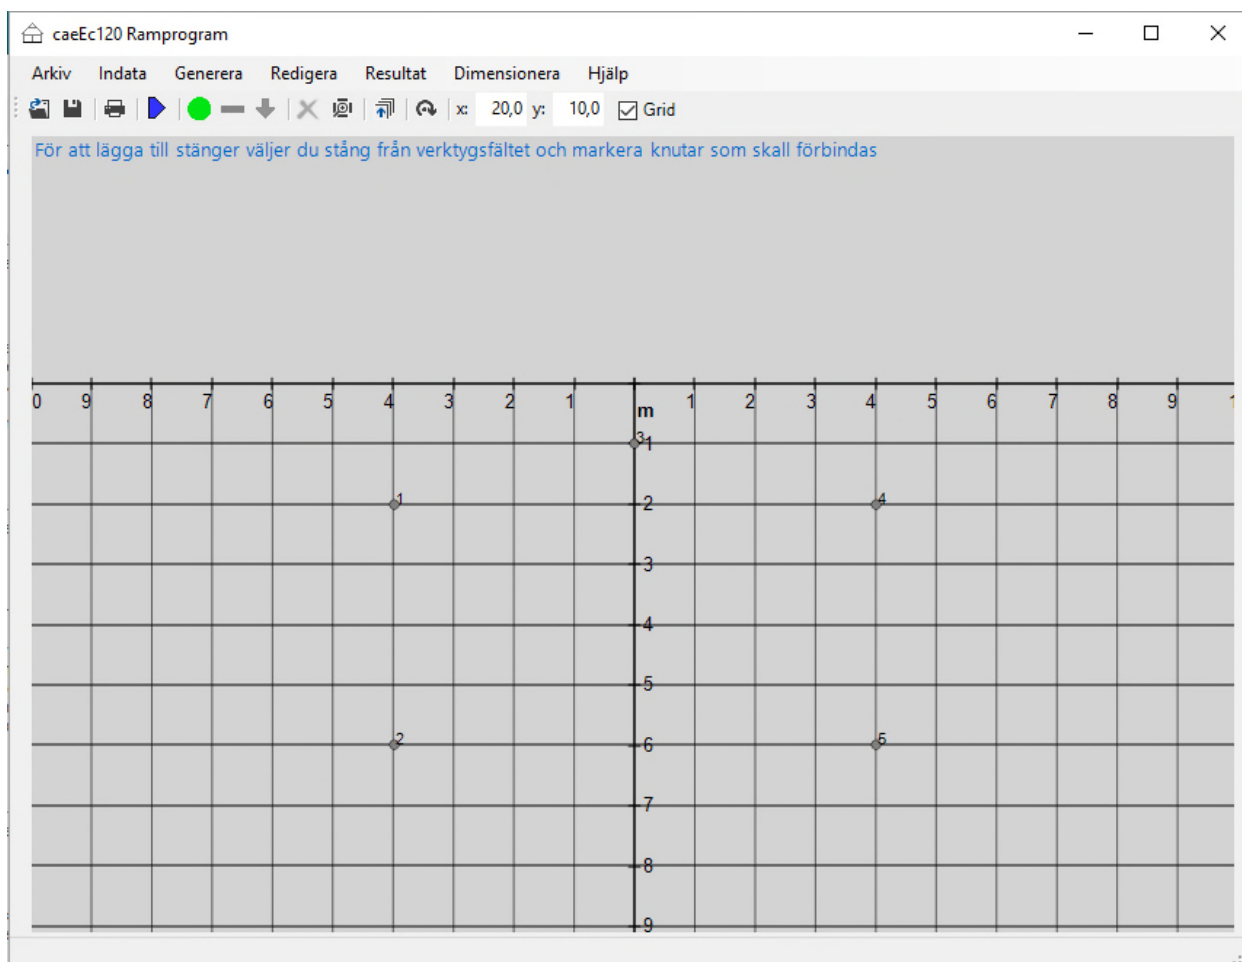 caeEc120 Ramprogram
Arkiv Indata Generera Redigera Resultat Dimensionera Hjälp
x: 20,0 y: 10,0 Grid
För att lägga till stänger väljer du stång från verktygsfältet och markera knutar som skall förbindas
0 9 8 7 6 5 4 3 2 1 1 2 3 4 5 6 7 8 9 1
m
3 1
1 2 4
3
4
5
2 6 5
7
8
9